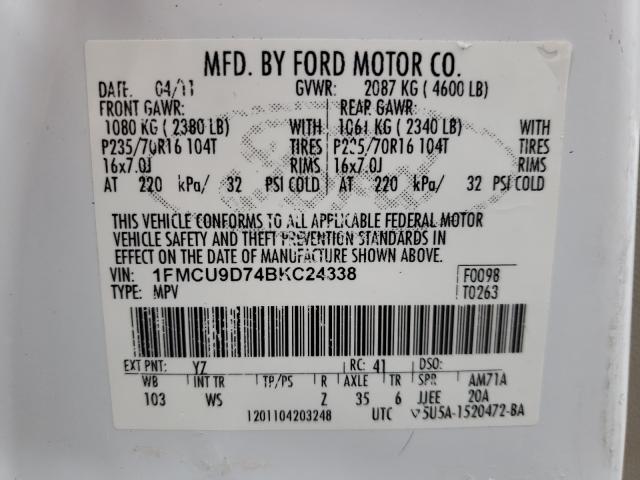 MFD. BY FORD MOTOR CO.
DATE: 04/11 GVWR: 2087 KG (4600 LB)
FRONT GAWR: REAR GAWR:
1080 KG (2380 LB) WITH 1061 KG (2340 LB) WITH
P235/70R16 104T TIRES P235/70R16 104T TIRES
16x7.0J RIMS 16x7.0J RIMS
AT 220 kPa/ 32 PSI COLD AT 220 kPa/ 32 PSI COLD
THIS VEHICLE CONFORMS TO ALL APPLICABLE FEDERAL MOTOR
VEHICLE SAFETY AND THEFT PREVENTION STANDARDS IN
EFFECT ON THE DATE OF MANUFACTURE SHOWN ABOVE.
VIN: 1FMCU9D74BKC24338 F0098
TYPE: MPV T0263
EXT PNT: YZ RC: 41 DSO:
WB INT TR TP/PS R AXLE TR SPR AM71A
103 WS Z 35 6 JJEE 20A
1201104203248 UTC 5U5A-1520472-BA